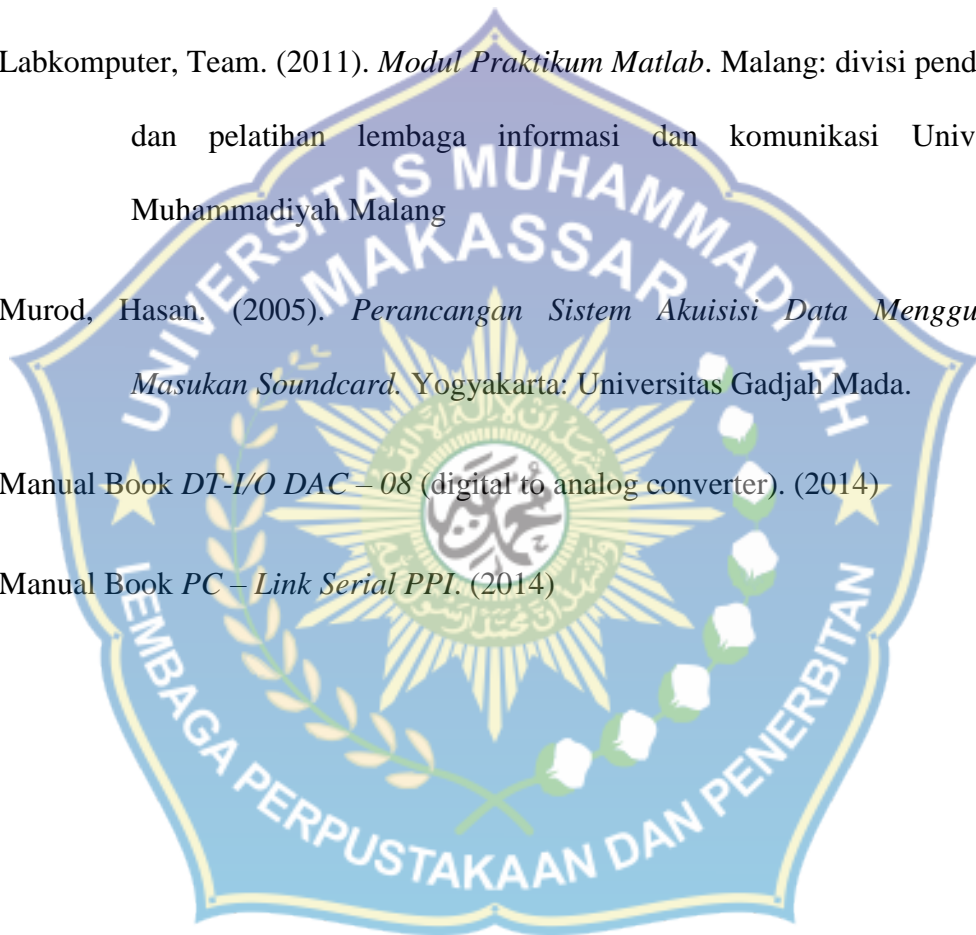 Labkomputer, Team. (2011). Modul Praktikum Matlab. Malang: divisi pend
dan pelatihan lembaga informasi dan komunikasi Univ
Muhammadiyah Malang
Murod, Hasan. (2005). Perancangan Sistem Akuisisi Data Menggu
Masukan Soundcard. Yogyakarta: Universitas Gadjah Mada.
Manual Book DT-I/O DAC – 08 (digital to analog converter). (2014)
Manual Book PC – Link Serial PPI. (2014)
UNIVERSITAS MUHAMMADIYAH
MAKASSAR
LEMBAGA PERPUSTAKAAN DAN PENERBITAN